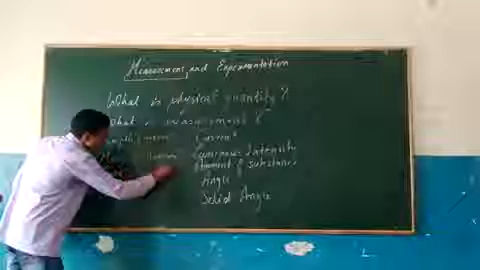 Measurement and Experimentation
What is physical quantity ?
What is measurement ?
Current
Luminous Intensity
Amount of substance
Angle
Solid Angle